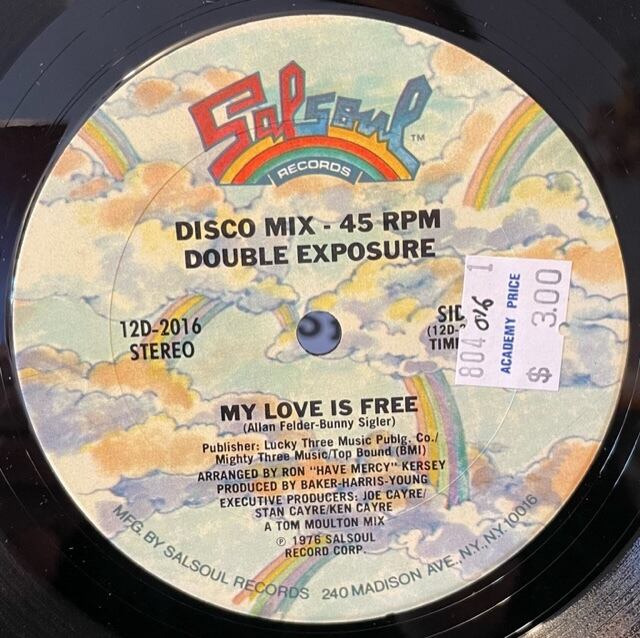 Salsoul TM
RECORDS
DISCO MIX - 45 RPM
DOUBLE EXPOSURE
12D-2016
STEREO
(12D-
ACADEMY PRICE
$ 3.00
804
1
MY LOVE IS FREE
(Allan Felder-Bunny Sigler)
Publisher: Lucky Three Music Publg. Co./
Mighty Three Music/Top Bound (BMI)
ARRANGED BY RON "HAVE MERCY" KERSEY
PRODUCED BY BAKER-HARRIS-YOUNG
EXECUTIVE PRODUCERS: JOE CAYRE/
STAN CAYRE/KEN CAYRE
A TOM MOULTON MIX
℗ 1976 SALSOUL
RECORD CORP.
MFG. BY SALSOUL RECORDS 240 MADISON AVE., N.Y., N.Y. 10016